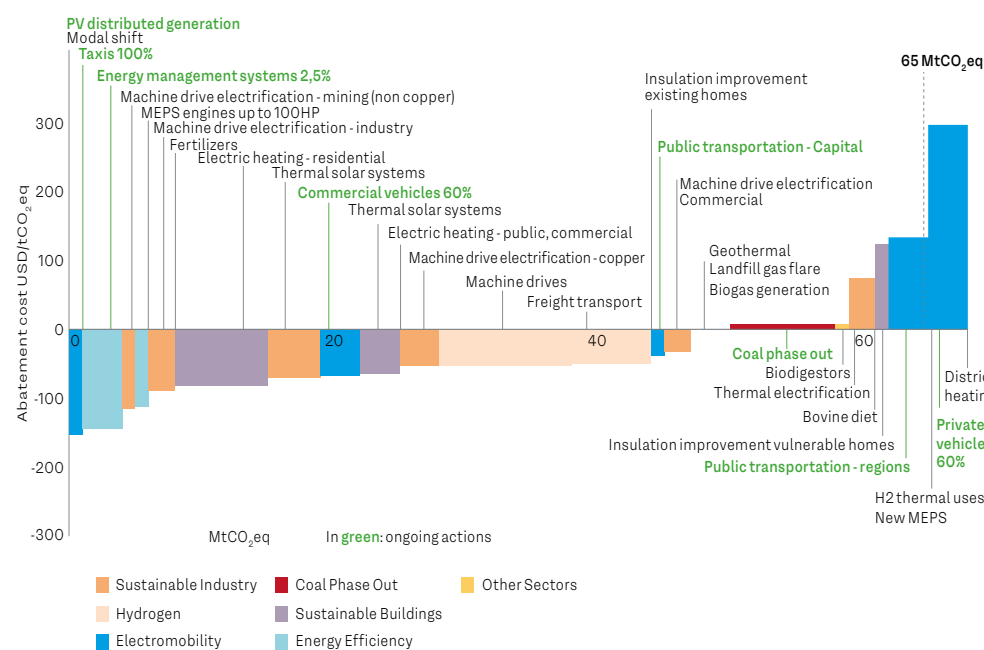 PV distributed generation
Modal shift
Taxis 100%
65 MtCO2eq
Energy management systems 2,5%
Insulation improvement
existing homes
Machine drive electrification - mining (non copper)
MEPS engines up to 100HP
Machine drive electrification - industry
Fertilizers
Public transportation - Capital
Electric heating - residential
Thermal solar systems
Machine drive electrification
Commercial
Commercial vehicles 60%
Thermal solar systems
Electric heating - public, commercial
Machine drive electrification - copper
Geothermal
Landfill gas flare
Biogas generation
Machine drives
Freight transport
Abatement cost USD/tCO2eq
300
200
100
0
-100
-200
-300
0
20
40
60
Coal phase out
Biodigestors
Thermal electrification
Bovine diet
Insulation improvement vulnerable homes
Public transportation - regions
Distric
heatin
Private
vehicle
60%
H2 thermal uses
New MEPS
MtCO2eq
In green: ongoing actions
Sustainable Industry
Coal Phase Out
Other Sectors
Hydrogen
Sustainable Buildings
Electromobility
Energy Efficiency